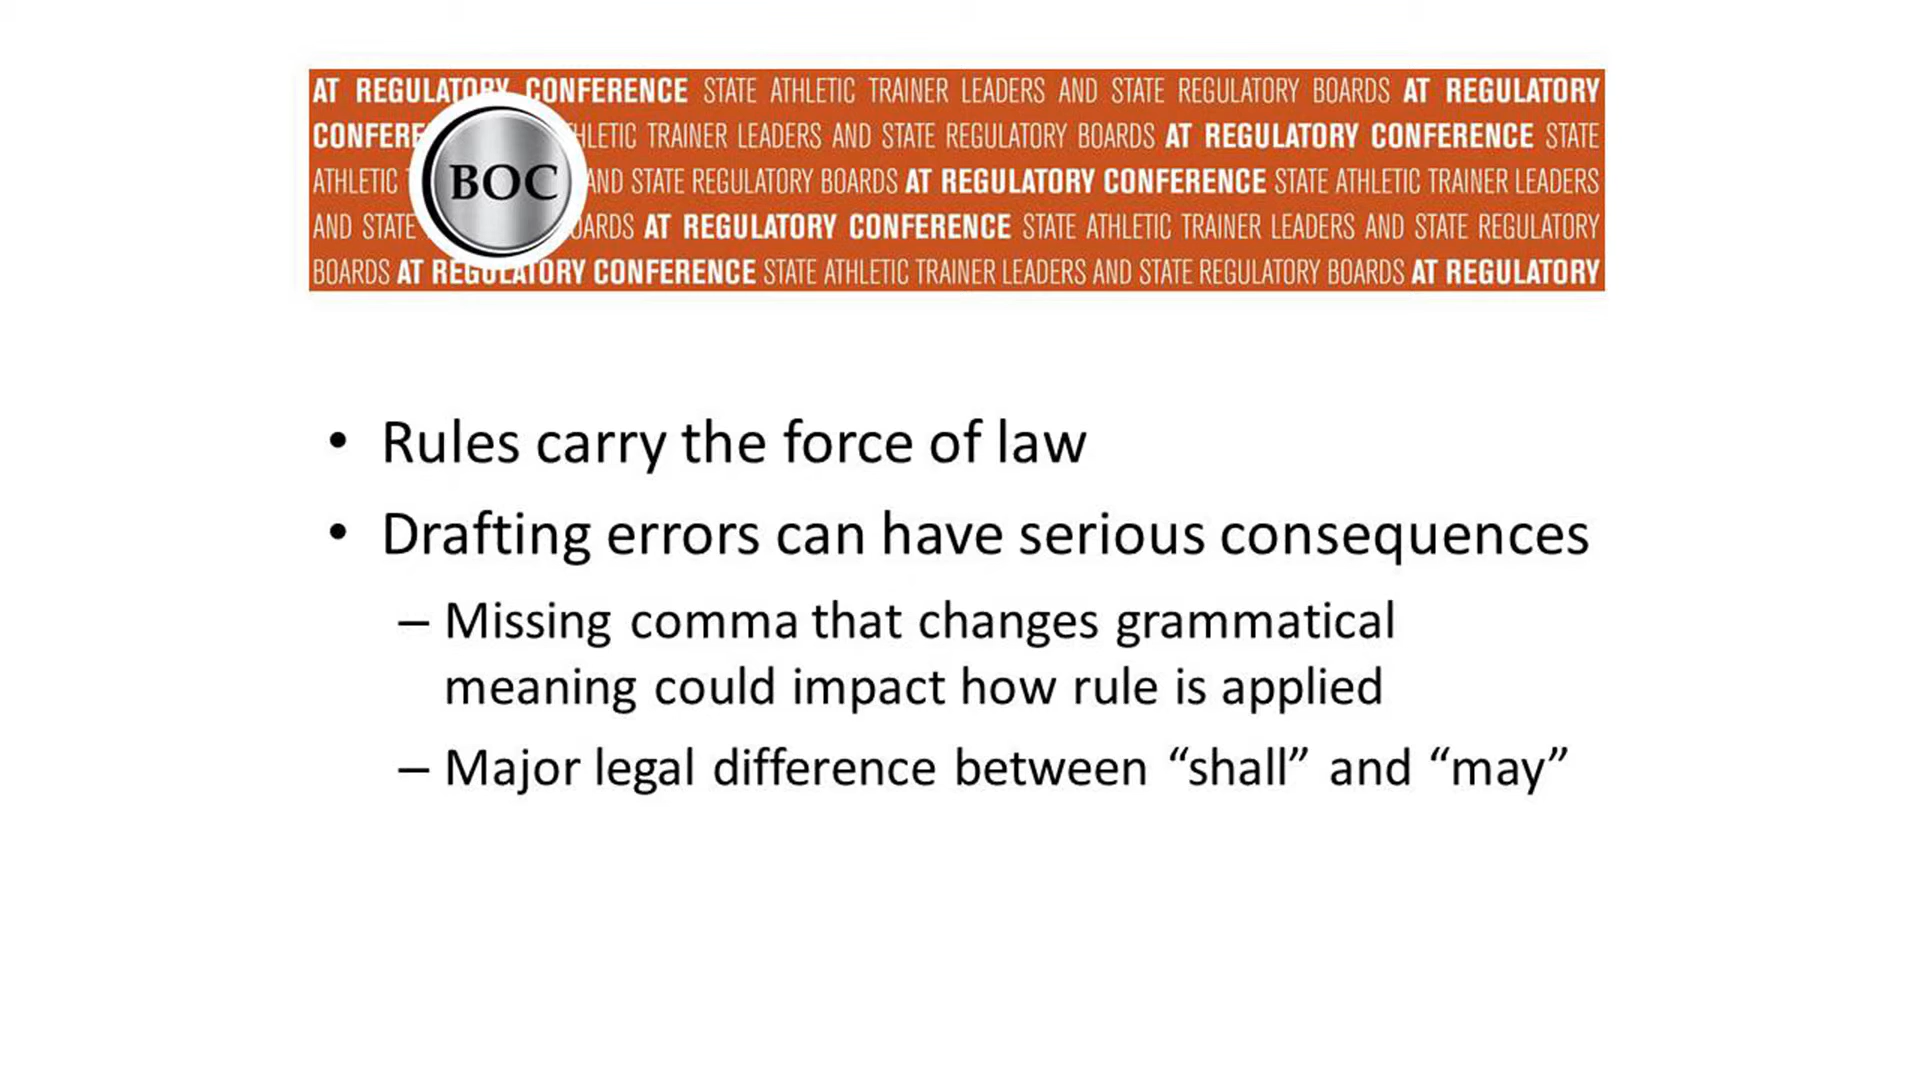 AT REGULATORY CONFERENCE STATE ATHLETIC TRAINER LEADERS AND STATE REGULATORY BOARDS AT REGULATORY
TRAINER LEADERS AND STATE REGULATORY BOARDS AT REGULATORY CONFERENCE STATE
ATHLETIC AND STATE REGULATORY BOARDS AT REGULATORY CONFERENCE STATE ATHLETIC TRAINER LEADERS
AND STATE AT REGULATORY CONFERENCE STATE ATHLETIC TRAINER LEADERS AND STATE REGULATORY
BOARDS AT REGULATORY CONFERENCE STATE ATHLETIC TRAINER LEADERS AND STATE REGULATORY BOARDS AT REGULATORY
BOC
• Rules carry the force of law
• Drafting errors can have serious consequences
– Missing comma that changes grammatical
meaning could impact how rule is applied
– Major legal difference between “shall” and “may”